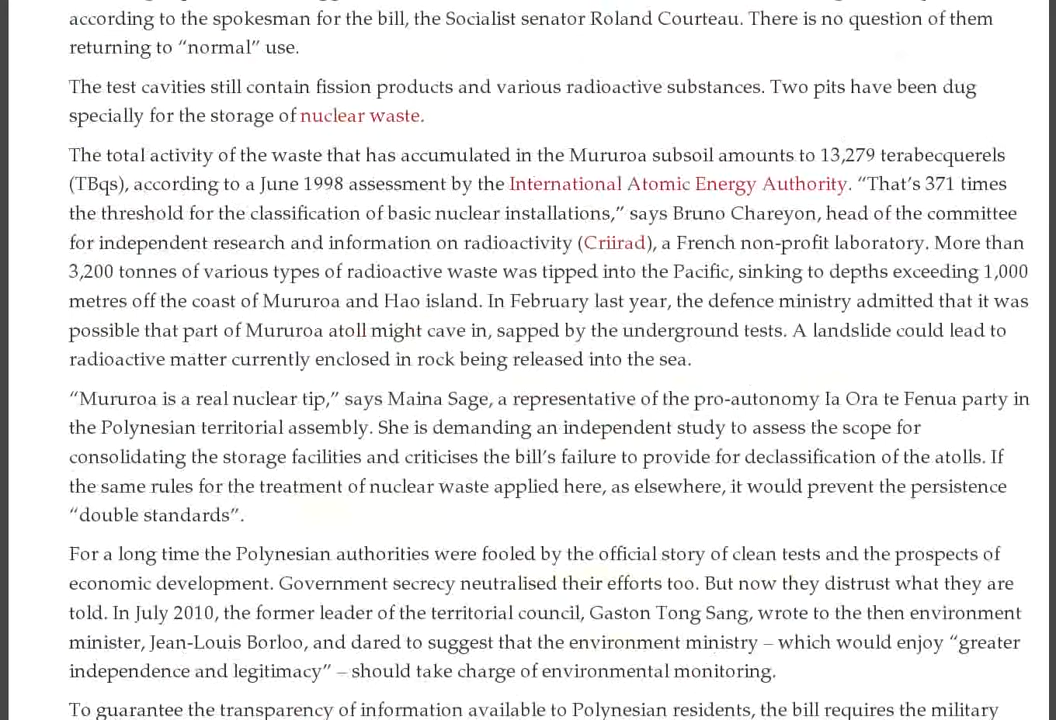 according to the spokesman for the bill, the Socialist senator Roland Courteau. There is no question of them
returning to “normal” use.
The test cavities still contain fission products and various radioactive substances. Two pits have been dug
specially for the storage of nuclear waste.
The total activity of the waste that has accumulated in the Mururoa subsoil amounts to 13,279 terabecquerels
(TBqs), according to a June 1998 assessment by the International Atomic Energy Authority. “That’s 371 times
the threshold for the classification of basic nuclear installations,” says Bruno Chareyon, head of the committee
for independent research and information on radioactivity (Criirad), a French non-profit laboratory. More than
3,200 tonnes of various types of radioactive waste was tipped into the Pacific, sinking to depths exceeding 1,000
metres off the coast of Mururoa and Hao island. In February last year, the defence ministry admitted that it was
possible that part of Mururoa atoll might cave in, sapped by the underground tests. A landslide could lead to
radioactive matter currently enclosed in rock being released into the sea.
“Mururoa is a real nuclear tip,” says Maina Sage, a representative of the pro-autonomy Ia Ora te Fenua party in
the Polynesian territorial assembly. She is demanding an independent study to assess the scope for
consolidating the storage facilities and criticises the bill’s failure to provide for declassification of the atolls. If
the same rules for the treatment of nuclear waste applied here, as elsewhere, it would prevent the persistence
“double standards”.
For a long time the Polynesian authorities were fooled by the official story of clean tests and the prospects of
economic development. Government secrecy neutralised their efforts too. But now they distrust what they are
told. In July 2010, the former leader of the territorial council, Gaston Tong Sang, wrote to the then environment
minister, Jean-Louis Borloo, and dared to suggest that the environment ministry – which would enjoy “greater
independence and legitimacy” – should take charge of environmental monitoring.
To guarantee the transparency of information available to Polynesian residents, the bill requires the military